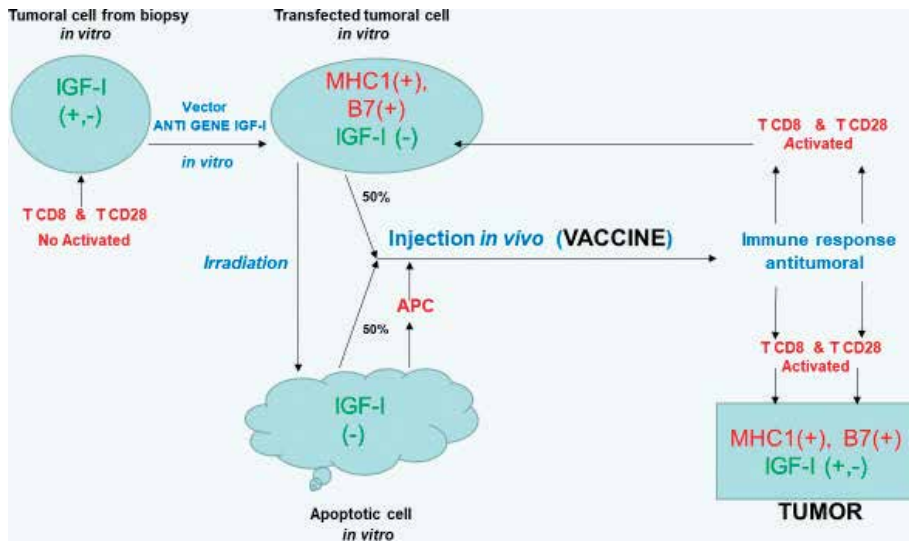 Tumoral cell from biopsy
in vitro
Transfected tumoral cell
in vitro
IGF-I
(+,-)
Vector
ANTI GENE IGF-I
in vitro
MHC1(+),
B7(+)
IGF-I (-)
T CD8 & T CD28
Activated
T CD8 & T CD28
No Activated
50%
Injection in vivo (VACCINE)
Immune response
antitumoral
Irradiation
APC
50%
T CD8 & T CD28
Activated
IGF-I
(-)
MHC1(+), B7(+)
IGF-I (+,-)
TUMOR
Apoptotic cell
in vitro